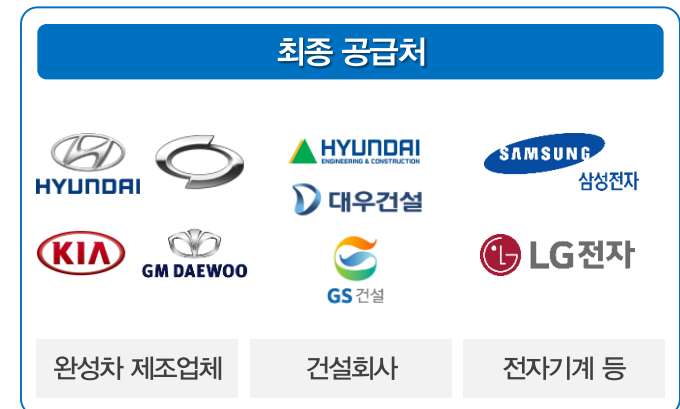 최종 공급처
HYUNDAI
KIA
GM DAEWOO
HYUNDAI
ENGINEERING & CONSTRUCTION
대우건설
GS 건설
SAMSUNG
삼성전자
LG전자
완성차 제조업체
건설회사
전자기계 등